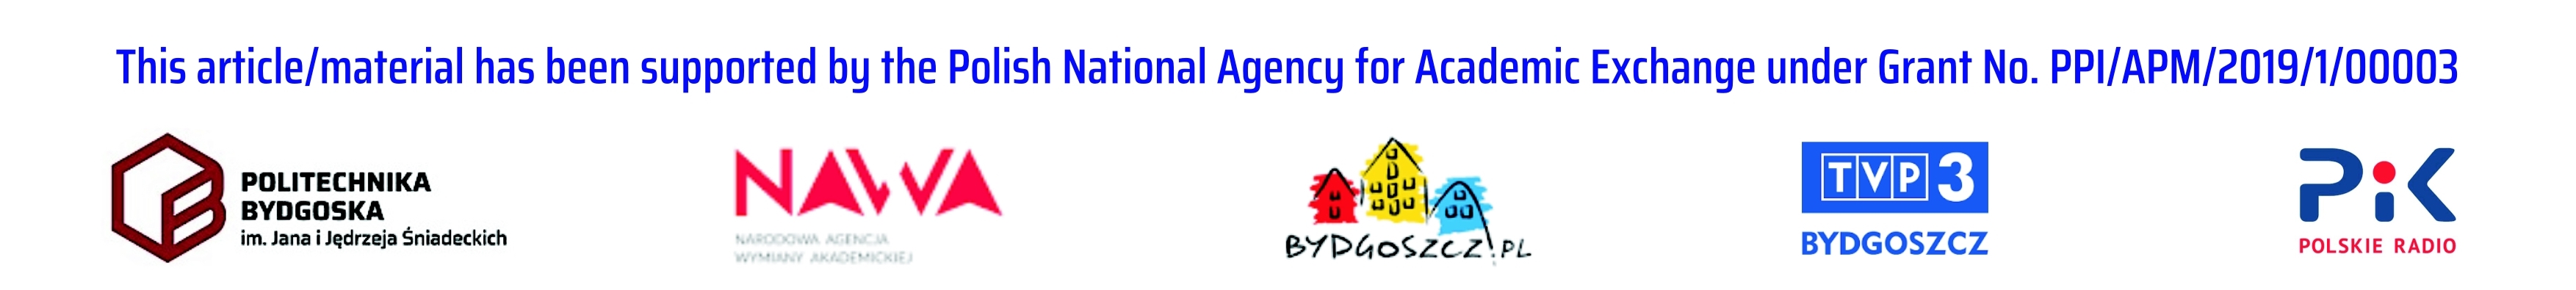 This article/material has been supported by the Polish National Agency for Academic Exchange under Grant No. PPI/APM/2019/1/00003
POLITECHNIKA
BYDGOSKA
im. Jana i Jędrzeja Śniadeckich
NAWA
NARODOWA AGENCJA
WYMIANY AKADEMICKIEJ
BYDGOSZCZ.PL
TVP3
BYDGOSZCZ
PiK
POLSKIE RADIO